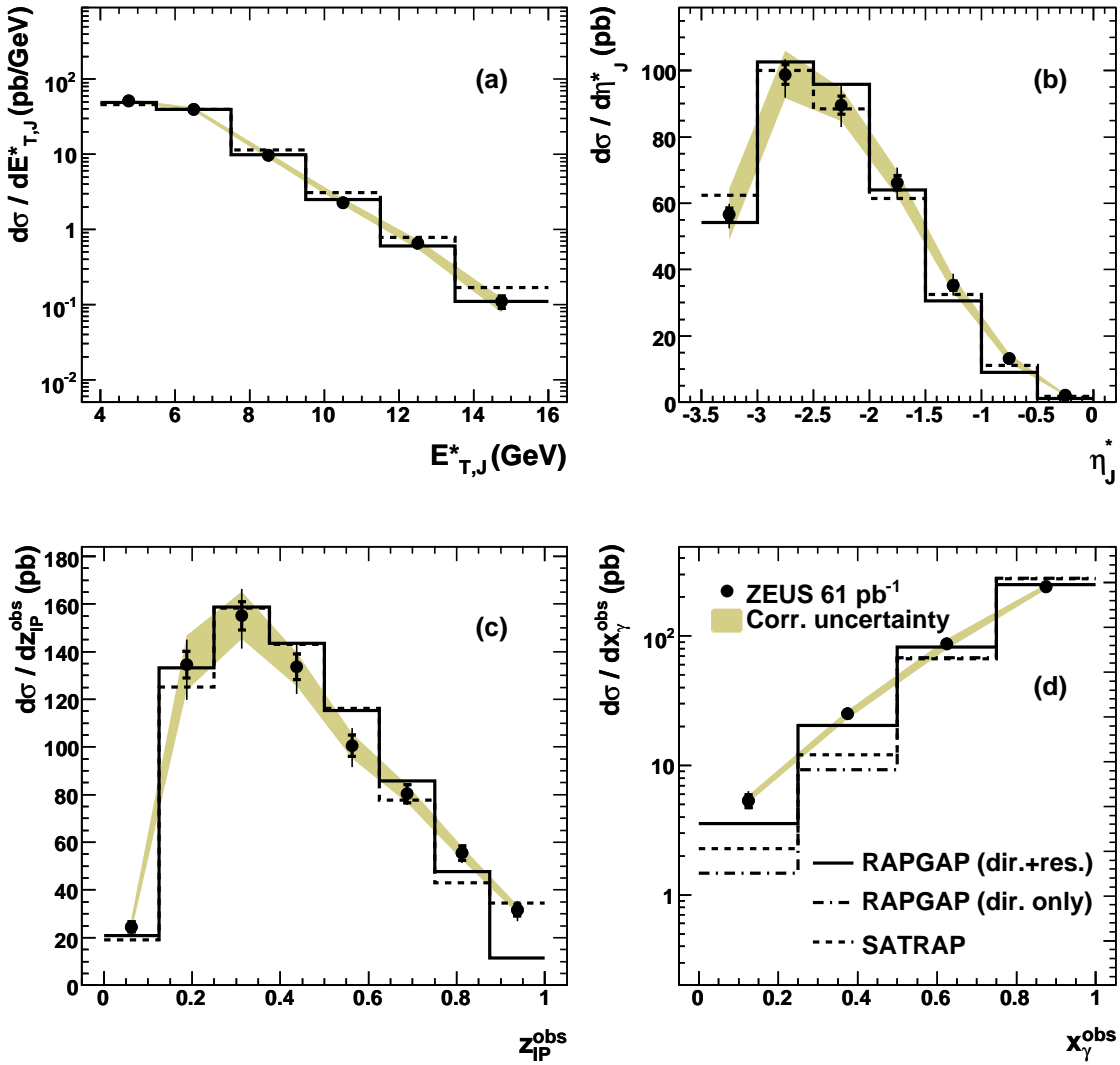 dσ / dE*T,J (pb/GeV)
(a)
10²
10
1
10⁻¹
10⁻²
4 6 8 10 12 14 16
E*T,J (GeV)
dσ / dη*J (pb)
(b)
100
80
60
40
20
0
-3.5 -3 -2.5 -2 -1.5 -1 -0.5 0
η*J
dσ / dzIPobs (pb)
(c)
180
160
140
120
100
80
60
40
20
0
0 0.2 0.4 0.6 0.8 1
zIPobs
dσ / dxγobs (pb)
ZEUS 61 pb⁻¹
Corr. uncertainty
(d)
10²
10
1
RAPGAP (dir.+res.)
RAPGAP (dir. only)
SATRAP
0 0.2 0.4 0.6 0.8 1
xγobs